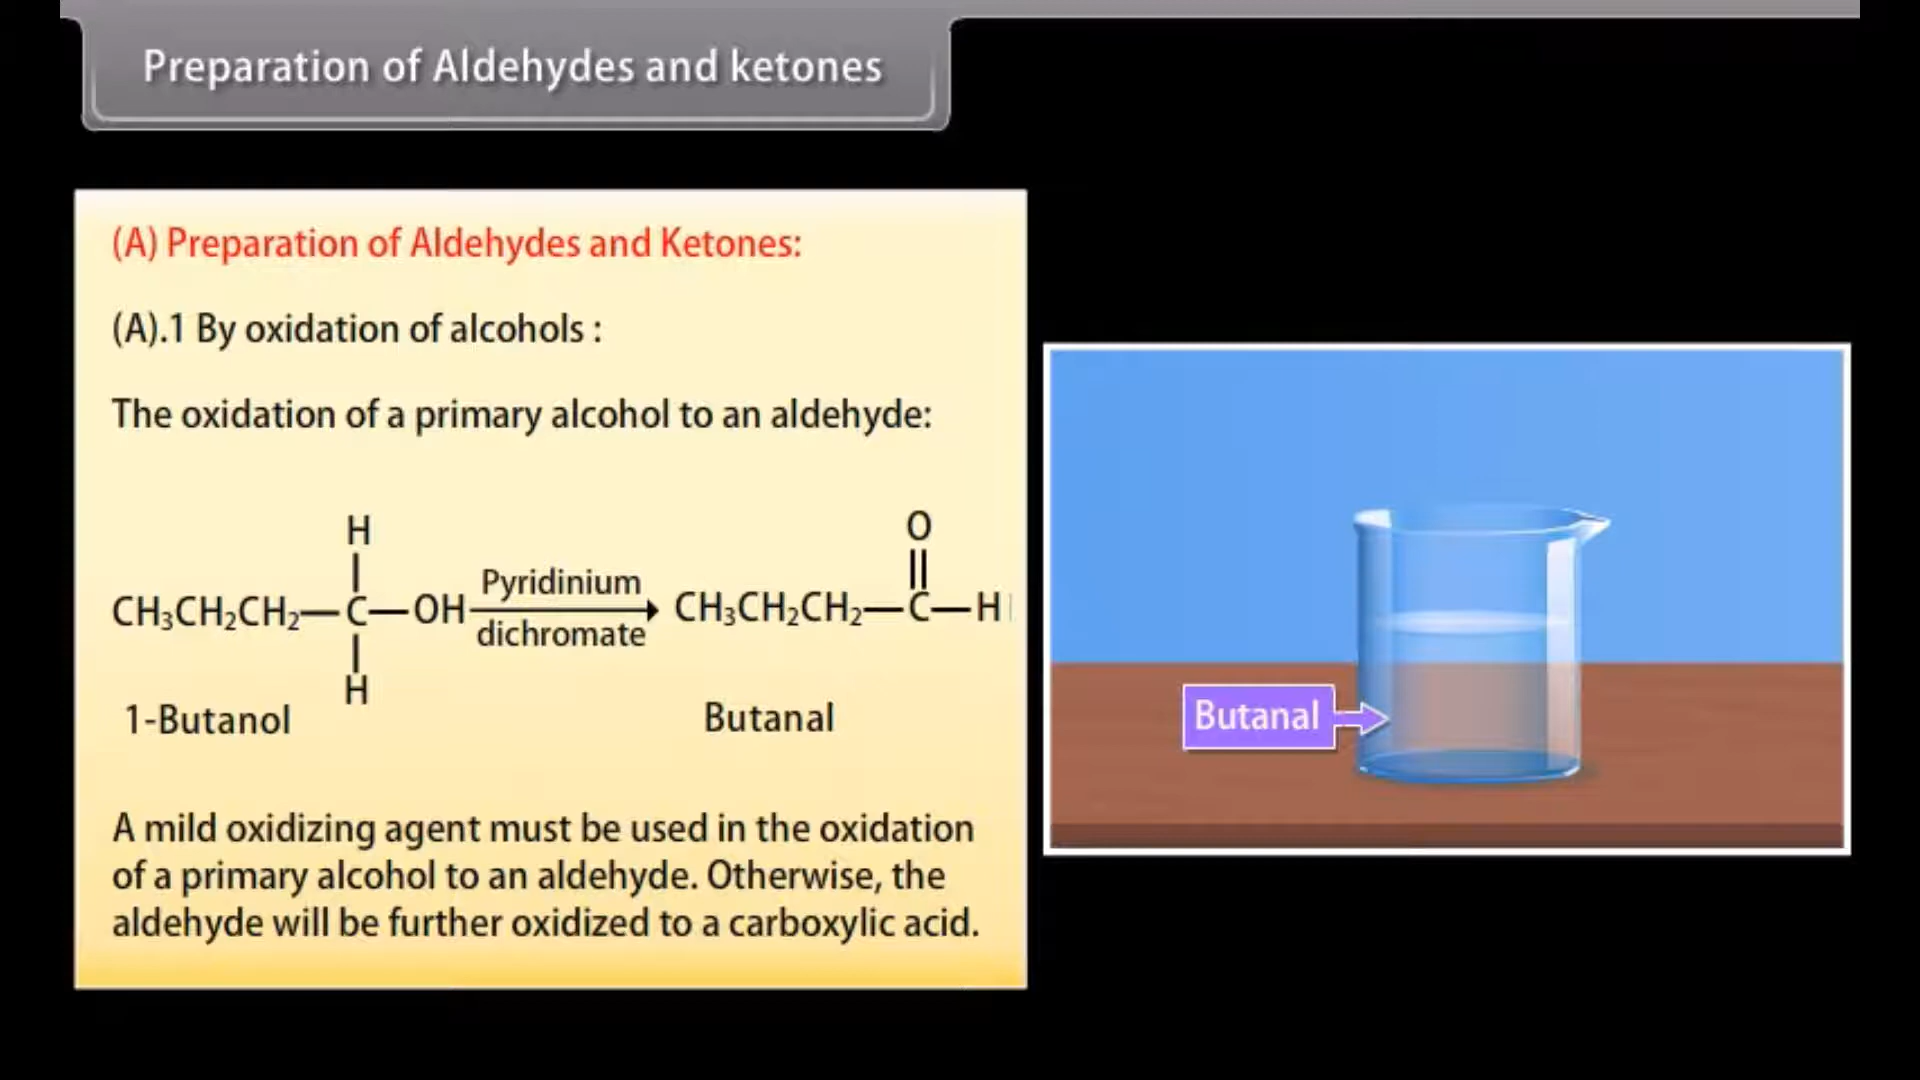 Preparation of Aldehydes and ketones
(A) Preparation of Aldehydes and Ketones:
(A).1 By oxidation of alcohols :
The oxidation of a primary alcohol to an aldehyde:
H
O
Pyridinium
CH₃CH₂CH₂—C—OH
CH₃CH₂CH₂—C—H
dichromate
H
1-Butanol
Butanal
Butanal
A mild oxidizing agent must be used in the oxidation
of a primary alcohol to an aldehyde. Otherwise, the
aldehyde will be further oxidized to a carboxylic acid.